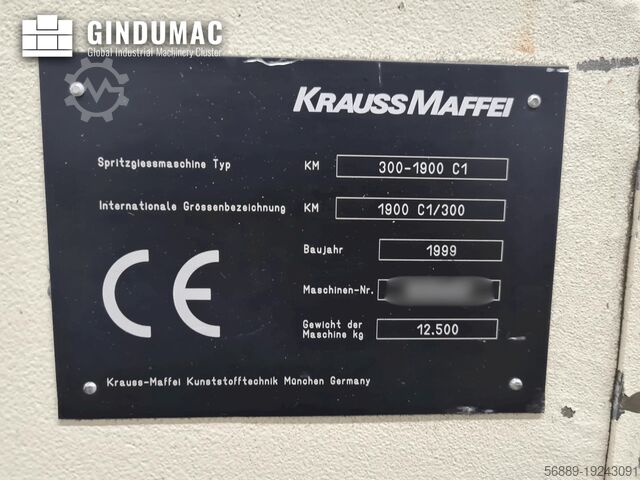 GINDUMAC
Global Industrial Machinery Cluster
KRAUSSMAFFEI
Spritzgiessmaschine Typ KM 300-1900 C1
Internationale Grössenbezeichnung KM 1900 C1/300
Baujahr 1999
Maschinen-Nr.
Gewicht der
Maschine kg 12.500
CE
Krauss-Maffei Kunststofftechnik München Germany
56889-19243091